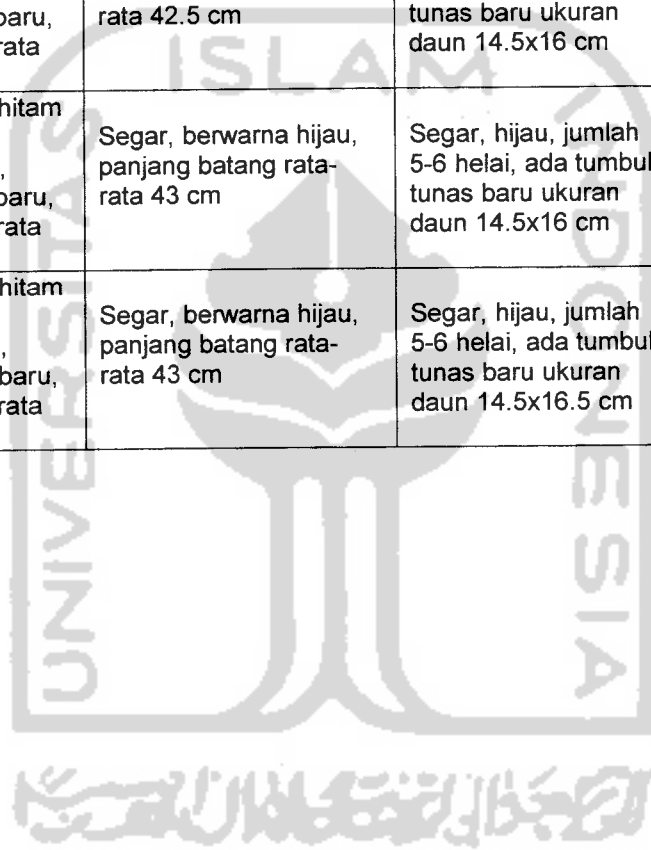 baru,
rata
rata 42.5 cm
tunas baru ukuran
daun 14.5x16 cm
hitam
,
baru,
rata
Segar, berwarna hijau,
panjang batang rata-
rata 43 cm
Segar, hijau, jumlah
5-6 helai, ada tumbuh
tunas baru ukuran
daun 14.5x16 cm
hitam
,
baru,
rata
Segar, berwarna hijau,
panjang batang rata-
rata 43 cm
Segar, hijau, jumlah
5-6 helai, ada tumbuh
tunas baru ukuran
daun 14.5x16.5 cm
ISLAM
UNIVERSITAS
INDONESIA